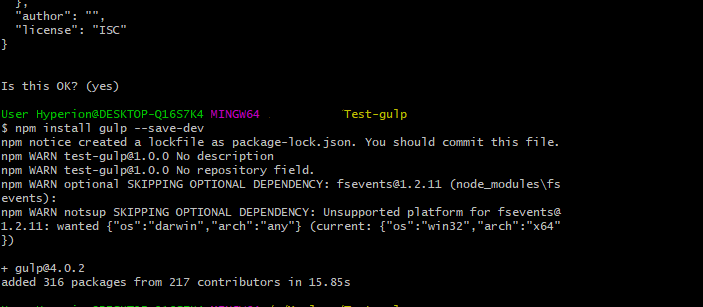 },
"author": "",
"license": "ISC"
}
Is this OK? (yes)
User Hyperion@DESKTOP-Q16S7K4 MINGW64 Test-gulp
$ npm install gulp --save-dev
npm notice created a lockfile as package-lock.json. You should commit this file.
npm WARN test-gulp@1.0.0 No description
npm WARN test-gulp@1.0.0 No repository field.
npm WARN optional SKIPPING OPTIONAL DEPENDENCY: fsevents@1.2.11 (node_modules\fs
events):
npm WARN notsup SKIPPING OPTIONAL DEPENDENCY: Unsupported platform for fsevents@
1.2.11: wanted {"os":"darwin","arch":"any"} (current: {"os":"win32","arch":"x64"
})
+ gulp@4.0.2
added 316 packages from 217 contributors in 15.85s